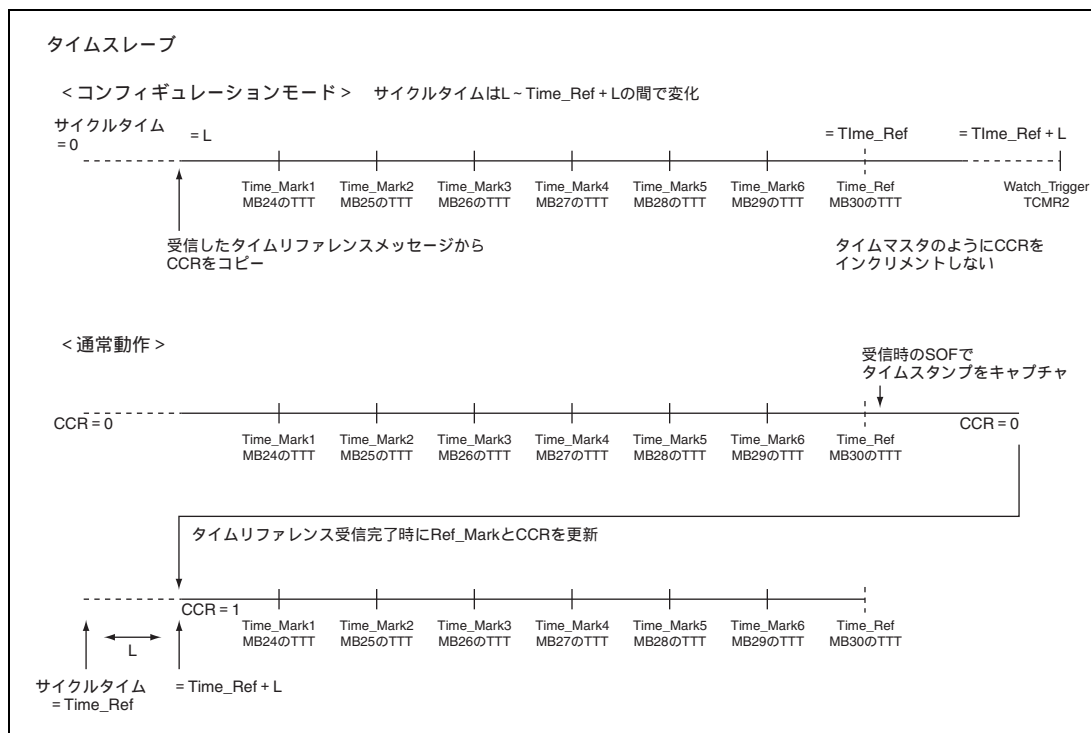 タイムスレーブ
< コンフィギュレーションモード > サイクルタイムはL ~ Time_Ref + Lの間で変化
サイクルタイム
= 0
= L
= TIme_Ref
= TIme_Ref + L
Time_Mark1
MB24のTTT
Time_Mark2
MB25のTTT
Time_Mark3
MB26のTTT
Time_Mark4
MB27のTTT
Time_Mark5
MB28のTTT
Time_Mark6
MB29のTTT
Time_Ref
MB30のTTT
Watch_Trigger
TCMR2
受信したタイムリファレンスメッセージから
CCRをコピー
タイムマスタのようにCCRを
インクリメントしない
< 通常動作 >
受信時のSOFで
タイムスタンプをキャプチャ
CCR = 0
CCR = 0
Time_Mark1
MB24のTTT
Time_Mark2
MB25のTTT
Time_Mark3
MB26のTTT
Time_Mark4
MB27のTTT
Time_Mark5
MB28のTTT
Time_Mark6
MB29のTTT
Time_Ref
MB30のTTT
タイムリファレンス受信完了時にRef_MarkとCCRを更新
CCR = 1
Time_Mark1
MB24のTTT
Time_Mark2
MB25のTTT
Time_Mark3
MB26のTTT
Time_Mark4
MB27のTTT
Time_Mark5
MB28のTTT
Time_Mark6
MB29のTTT
Time_Ref
MB30のTTT
L
サイクルタイム
= Time_Ref
= Time_Ref + L